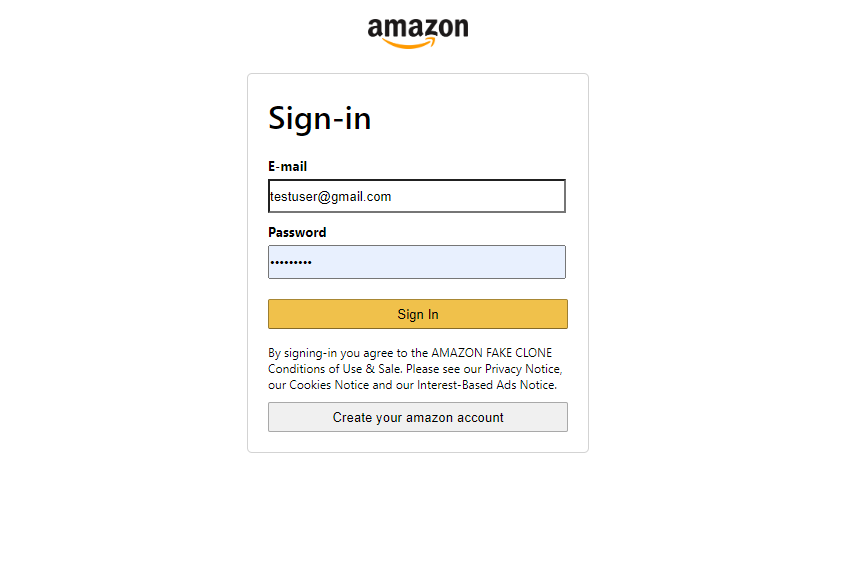 amazon
Sign-in
E-mail
testuser@gmail.com
Password
•••••••••
Sign In
By signing-in you agree to the AMAZON FAKE CLONE
Conditions of Use & Sale. Please see our Privacy Notice,
our Cookies Notice and our Interest-Based Ads Notice.
Create your amazon account